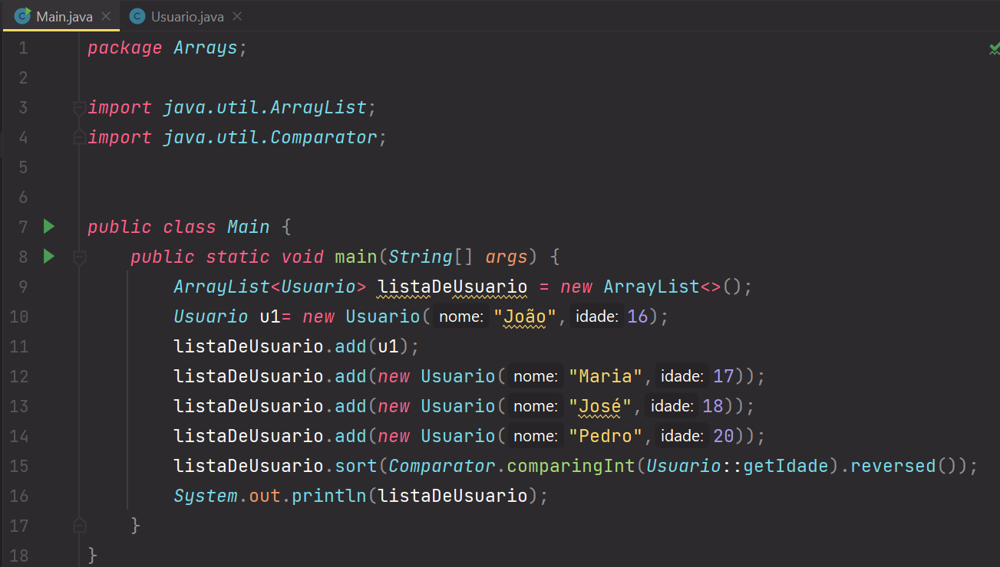 Main.java × Usuario.java ×
1 package Arrays;
2
3 import java.util.ArrayList;
4 import java.util.Comparator;
5
6
7 public class Main {
8 public static void main(String[] args) {
9 ArrayList<Usuario> listaDeUsuario = new ArrayList<>();
10 Usuario u1= new Usuario( nome: "João", idade: 16);
11 listaDeUsuario.add(u1);
12 listaDeUsuario.add(new Usuario( nome: "Maria", idade: 17));
13 listaDeUsuario.add(new Usuario( nome: "José", idade: 18));
14 listaDeUsuario.add(new Usuario( nome: "Pedro", idade: 20));
15 listaDeUsuario.sort(Comparator.comparingInt(Usuario::getIdade).reversed());
16 System.out.println(listaDeUsuario);
17 }
18 }